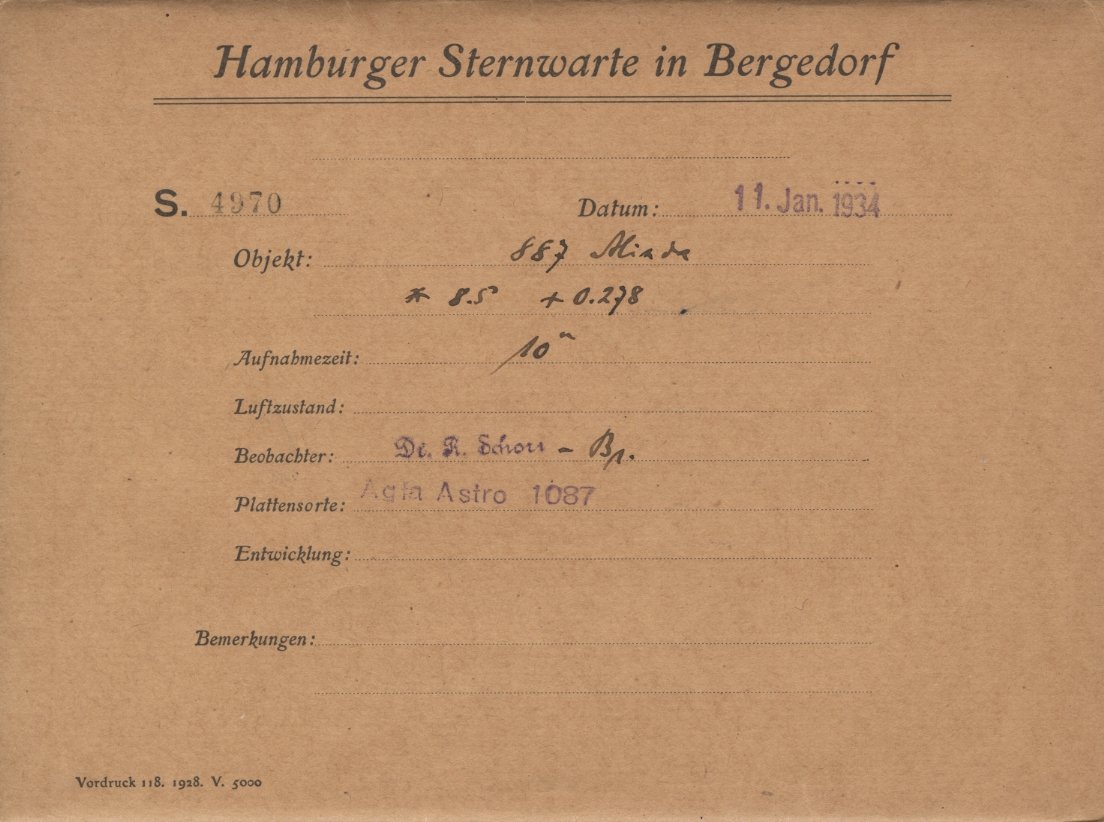 Hamburger Sternwarte in Bergedorf
S. 4970 Datum: 11. Jan. 1934
Objekt: 887 Alinda
* 8.5 + 0.278
Aufnahmezeit: 10ᵐ
Luftzustand:
Beobachter: Dr. R. Schorr -
Plattensorte: Agfa Astro 1087
Entwicklung:
Bemerkungen:
Vordruck 118. 1928. V. 5000